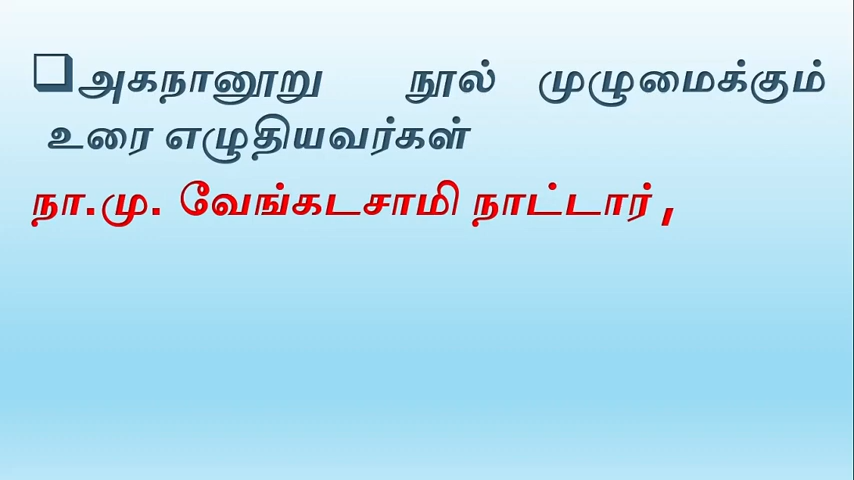 ❑அகநானூறு நூல் முழுமைக்கும்
உரை எழுதியவர்கள்
நா.மு. வேங்கடசாமி நாட்டார் ,